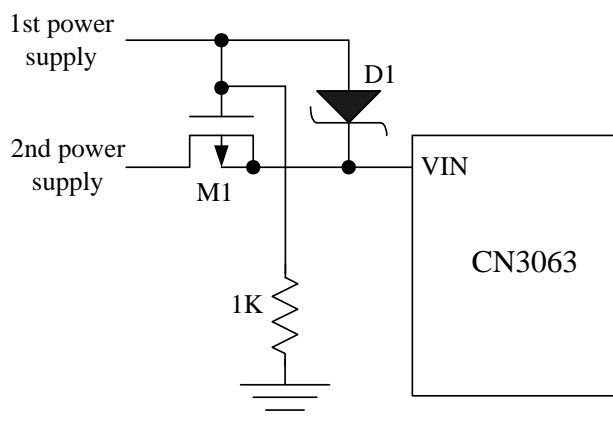 1st power
supply
D1
2nd power
supply
M1
VIN
CN3063
1K